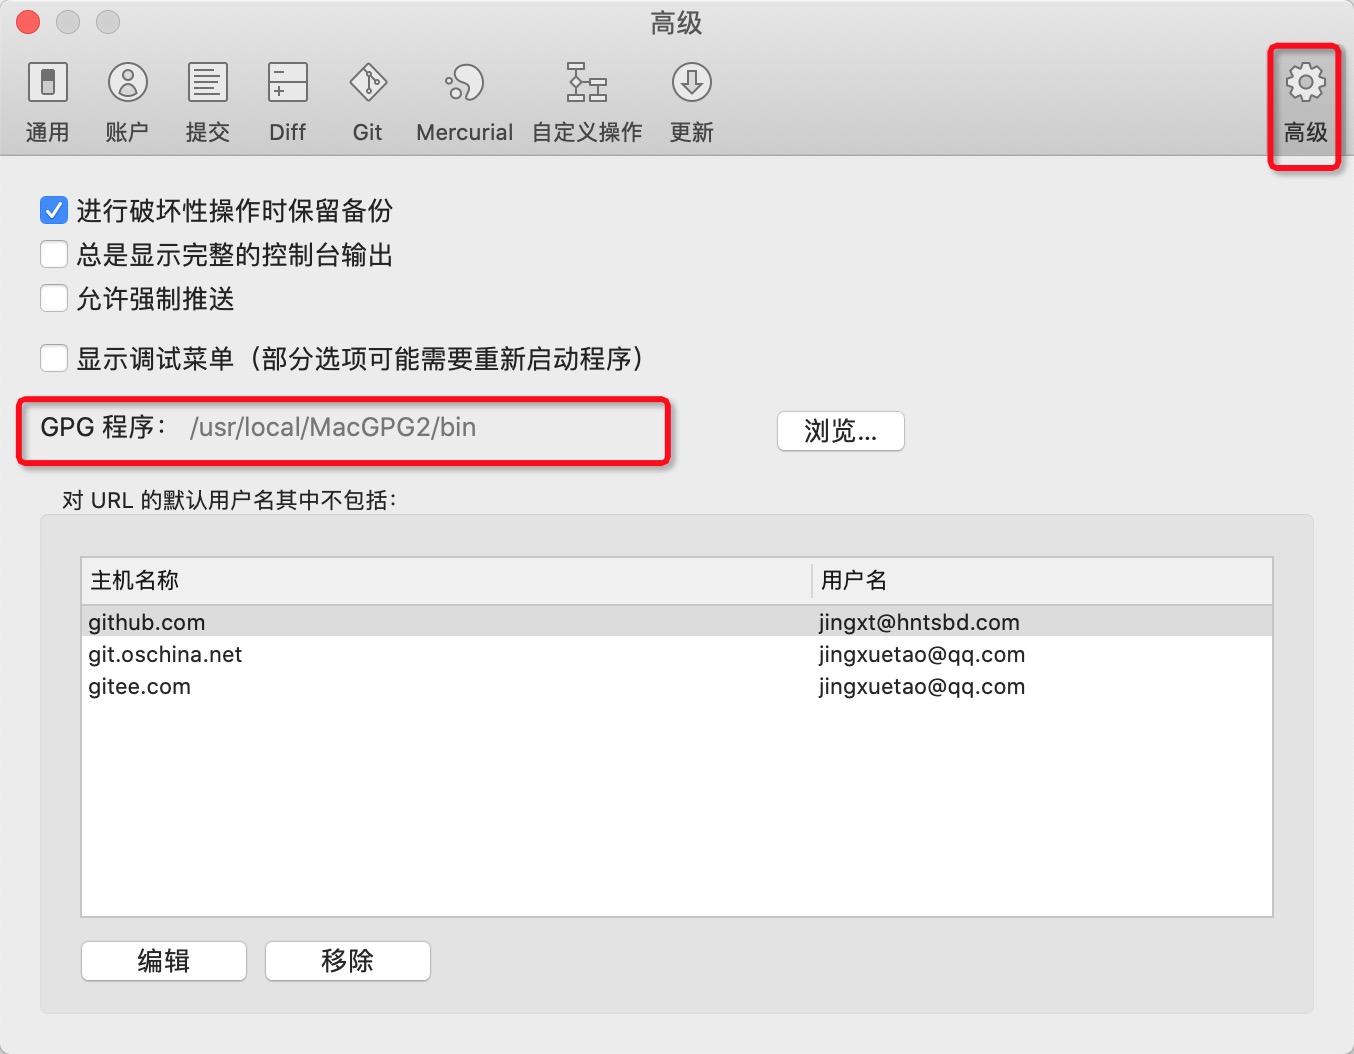 高级
通用 账户 提交 Diff Git Mercurial 自定义操作 更新 高级
进行破坏性操作时保留备份
总是显示完整的控制台输出
允许强制推送
显示调试菜单（部分选项可能需要重新启动程序）
GPG 程序： /usr/local/MacGPG2/bin 浏览...
对 URL 的默认用户名其中不包括：
主机名称 用户名
github.com jingxt@hntsbd.com
git.oschina.net jingxuetao@qq.com
gitee.com jingxuetao@qq.com
编辑 移除